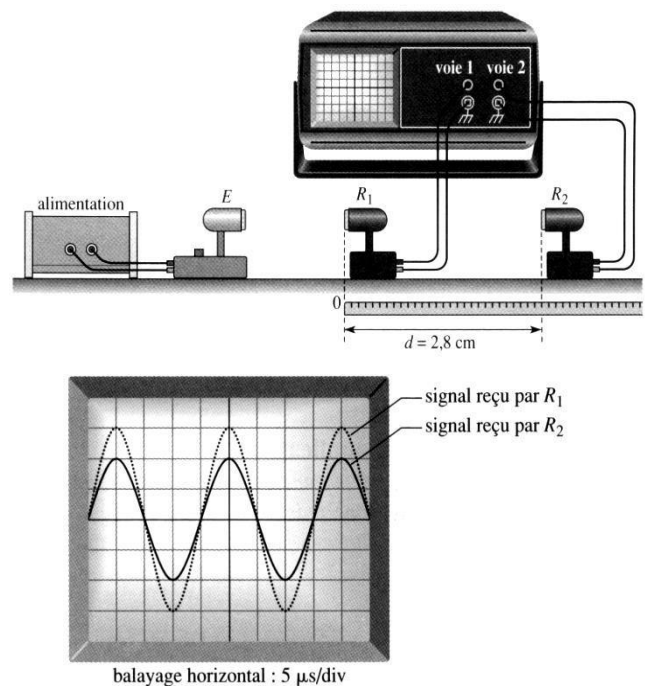 voie 1 voie 2
alimentation
E
R₁
R₂
0
d = 2,8 cm
signal reçu par R₁
signal reçu par R₂
balayage horizontal : 5 μs/div